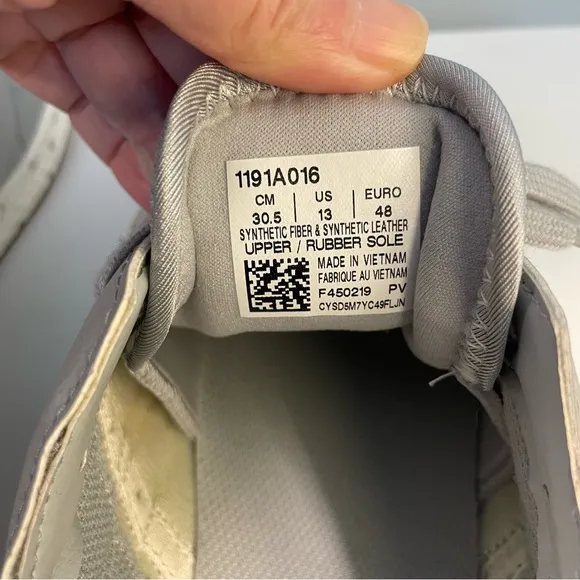 1191A016
CM | US | EURO
30.5 | 13 | 48
SYNTHETIC FIBER & SYNTHETIC LEATHER
UPPER / RUBBER SOLE
MADE IN VIETNAM
FABRIQUE AU VIETNAM
F450219 PV
CYSD5M7YC49FLJN